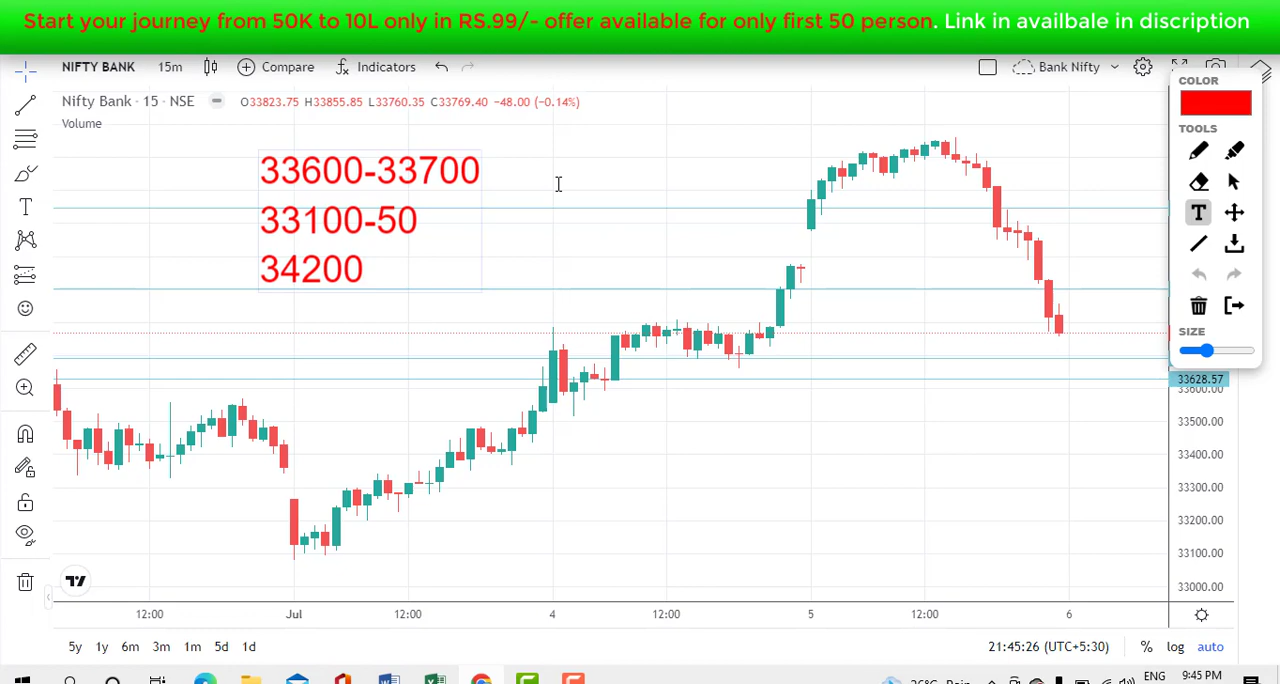 Start your journey from 50K to 10L only in RS.99/- offer available for only first 50 person. Link in availbale in discription
NIFTY BANK 15m Compare Indicators Bank Nifty
Nifty Bank · 15 · NSE O33823.75 H33855.85 L33760.35 C33769.40 -48.00 (-0.14%)
Volume
COLOR
TOOLS
T
SIZE
33600-33700
33100-50
34200
33628.57
33600.00
33500.00
33400.00
33300.00
33200.00
33100.00
33000.00
12:00 Jul 12:00 4 12:00 5 12:00 6
5y 1y 6m 3m 1m 5d 1d 21:45:26 (UTC+5:30) % log auto
26°C Rain ENG 9:45 PM